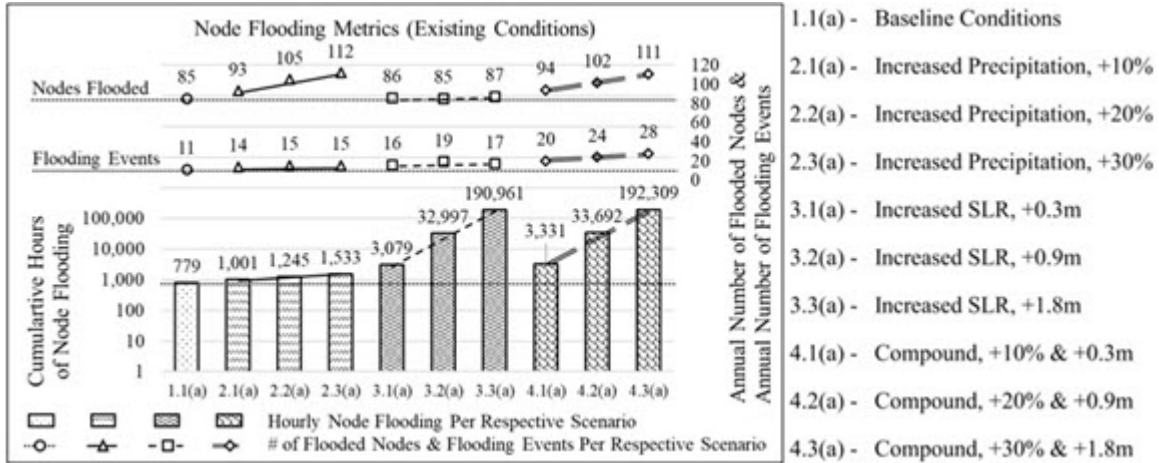 Node Flooding Metrics (Existing Conditions)
85 93 105 112 86 85 87 94 102 111
Nodes Flooded
11 14 15 15 16 19 17 20 24 28
Flooding Events
120
100
80
60
40
20
0
Annual Number of Flooded Nodes &
Annual Number of Flooding Events
779 1,001 1,245 1,533 3,079 32,997 190,961 3,331 33,692 192,309
100,000
10,000
1,000
100
10
1
Cumulartive Hours
of Node Flooding
1.1(a) 2.1(a) 2.2(a) 2.3(a) 3.1(a) 3.2(a) 3.3(a) 4.1(a) 4.2(a) 4.3(a)
Hourly Node Flooding Per Respective Scenario
# of Flooded Nodes & Flooding Events Per Respective Scenario
1.1(a) - Baseline Conditions
2.1(a) - Increased Precipitation, +10%
2.2(a) - Increased Precipitation, +20%
2.3(a) - Increased Precipitation, +30%
3.1(a) - Increased SLR, +0.3m
3.2(a) - Increased SLR, +0.9m
3.3(a) - Increased SLR, +1.8m
4.1(a) - Compound, +10% & +0.3m
4.2(a) - Compound, +20% & +0.9m
4.3(a) - Compound, +30% & +1.8m